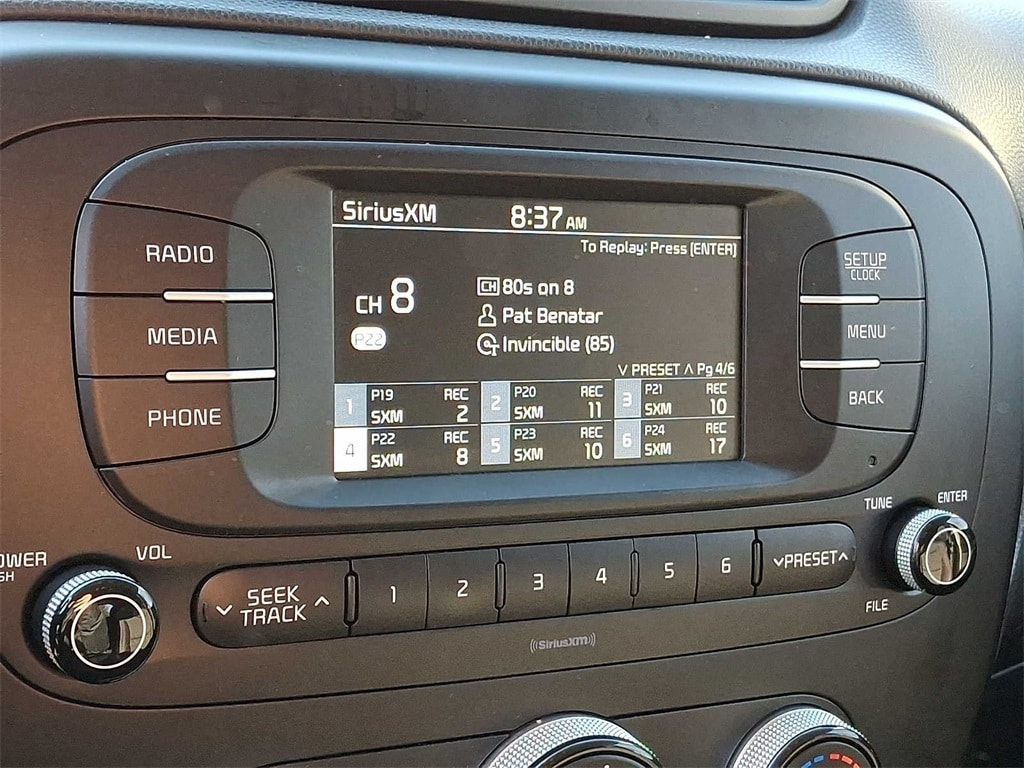 SiriusXM 8:37 AM
To Replay: Press [ENTER]
CH 8
P22
CH 80s on 8
Pat Benatar
Invincible (85)
∨ PRESET ∧ Pg 4/6
1 P19 REC SXM 2
2 P20 REC SXM 11
3 P21 REC SXM 10
4 P22 REC SXM 8
5 P23 REC SXM 10
6 P24 REC SXM 17
RADIO
MEDIA
PHONE
SETUP
CLOCK
MENU
BACK
VOL
TUNE
ENTER
FILE
SEEK
TRACK
1 2 3 4 5 6
PRESET
SiriusXM